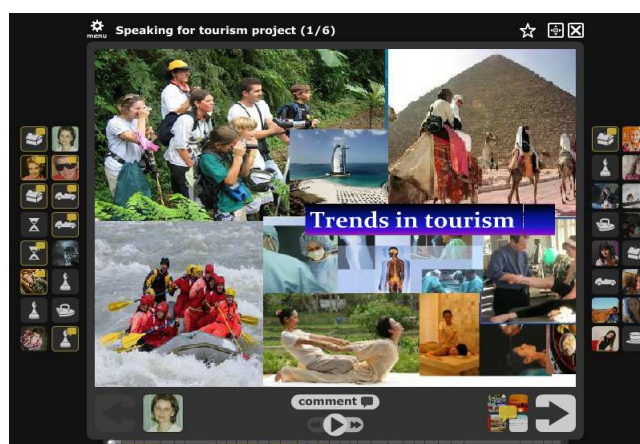 menu
Speaking for tourism project (1/6)
Trends in tourism
comment